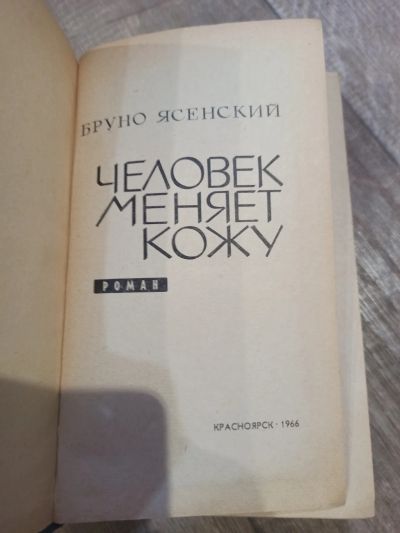 БРУНО ЯСЕНСКИЙ
ЧЕЛОВЕК
МЕНЯЕТ
КОЖУ
РОМАН
КРАСНОЯРСК · 1966